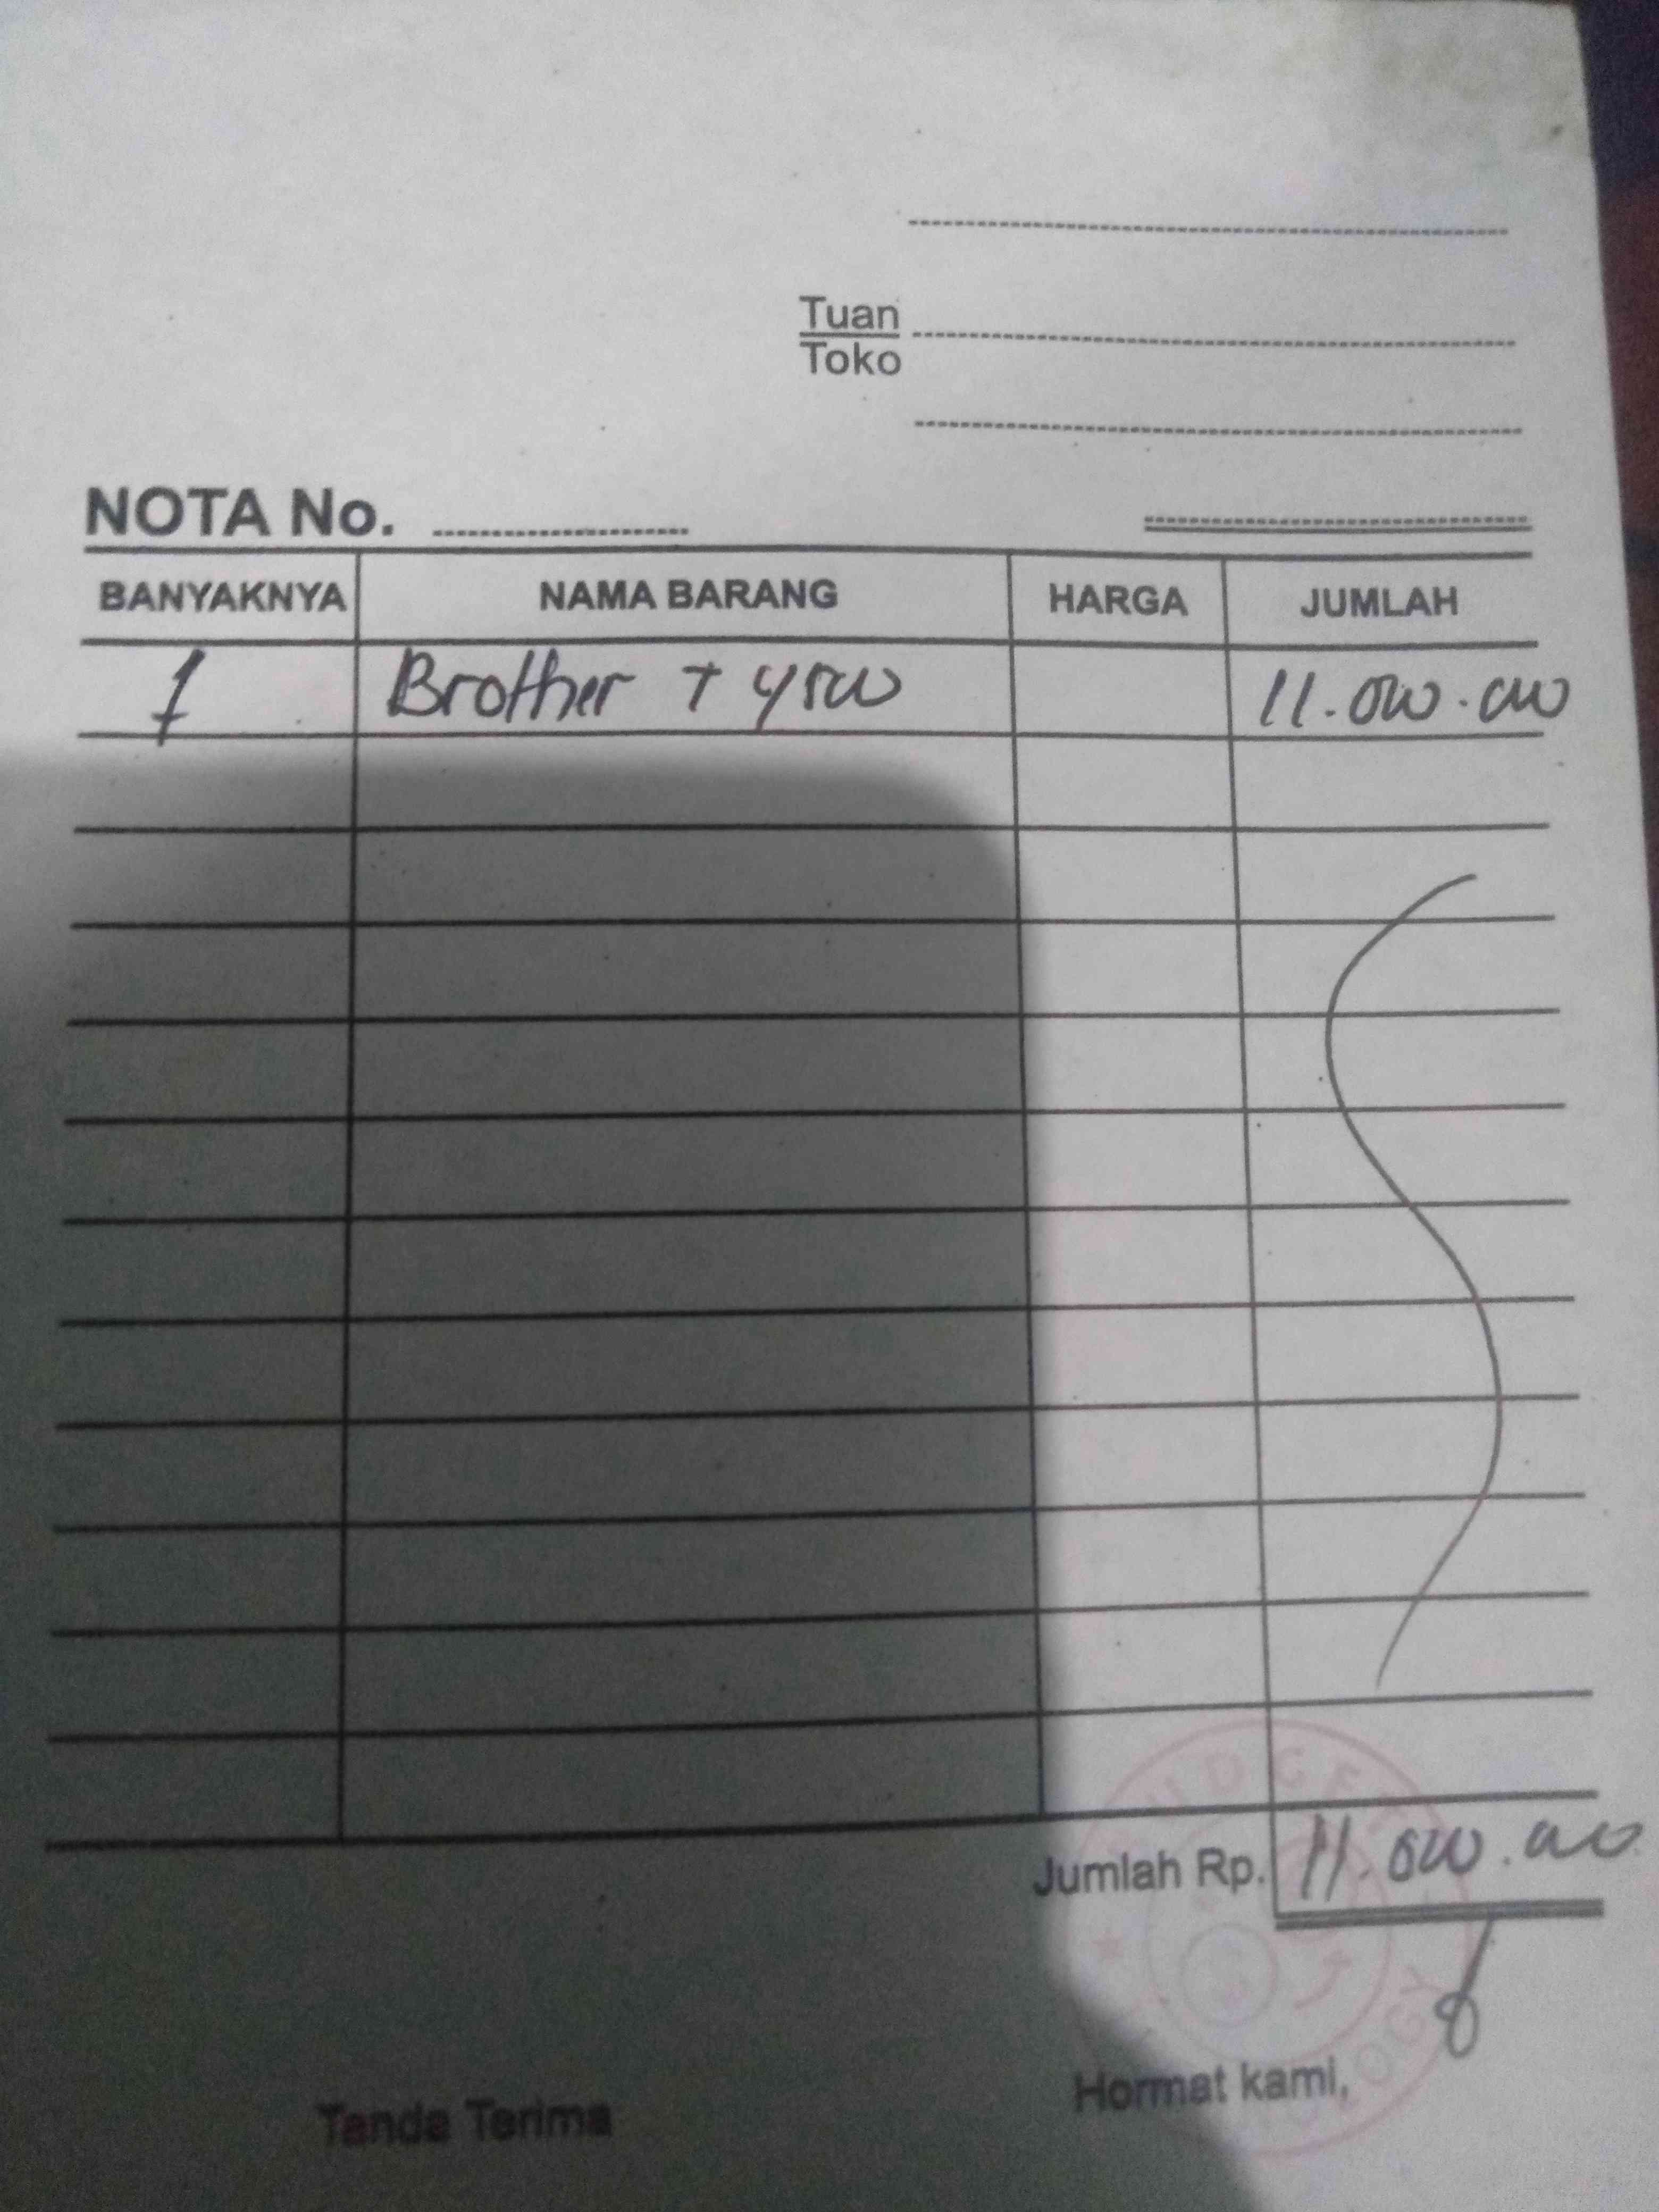 Tuan
Toko
NOTA No.
BANYAKNYA NAMA BARANG HARGA JUMLAH
1 Brother T 4500 11.000.000
Jumlah Rp. 11.000.000
Tanda Terima Hormat kami,